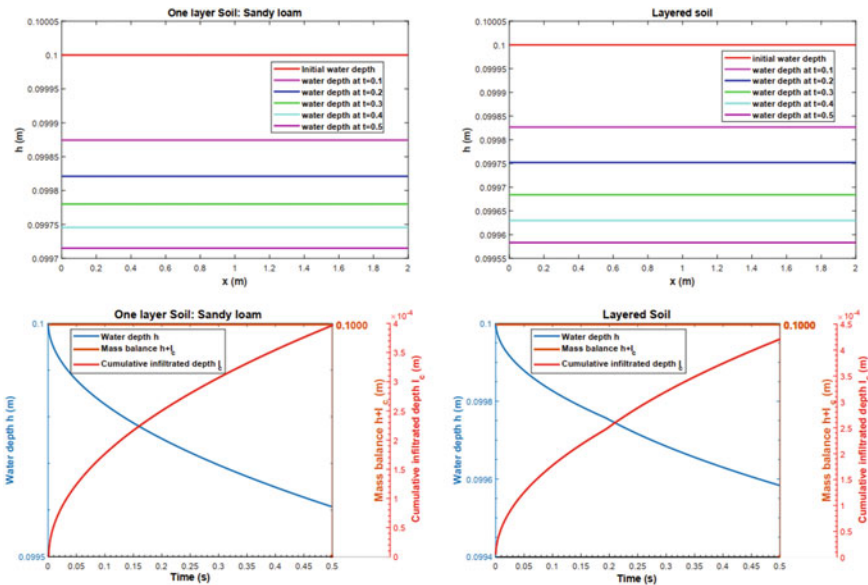 One layer Soil: Sandy loam
0.10005
0.1
0.09995
0.0999
0.09985
0.0998
0.09975
0.0997
h (m)
Initial water depth
water depth at t=0.1
water depth at t=0.2
water depth at t=0.3
water depth at t=0.4
water depth at t=0.5
0 0.2 0.4 0.6 0.8 1 1.2 1.4 1.6 1.8 2
x (m)
Layered soil
0.10005
0.1
0.09995
0.0999
0.09985
0.0998
0.09975
0.0997
0.09965
0.0996
0.09955
h (m)
initial water depth
water depth at t=0.1
water depth at t=0.2
water depth at t=0.3
water depth at t=0.4
water depth at t=0.5
0 0.2 0.4 0.6 0.8 1 1.2 1.4 1.6 1.8 2
x (m)
One layer Soil: Sandy loam
0.1
0.0995
Water depth h (m)
Water depth h
Mass balance h+I_c
Cumulative infiltrated depth I_c
0.1000
Mass balance h+I_c (m)
4 ×10^-4
3.5
3
2.5
2
1.5
1
0.5
0
Cumulative infiltrated depth I_c (m)
0 0.05 0.1 0.15 0.2 0.25 0.3 0.35 0.4 0.45 0.5
Time (s)
Layered Soil
0.1
0.0998
0.0996
0.0994
Water depth h (m)
Water depth h
Mass balance h+I_c
Cumulative infiltrated depth I_c
0.1000
Mass balance h+I_c (m)
4.5 ×10^-4
4
3.5
3
2.5
2
1.5
1
0.5
0
Cumulative infiltrated depth I_c (m)
0 0.05 0.1 0.15 0.2 0.25 0.3 0.35 0.4 0.45 0.5
Time (s)